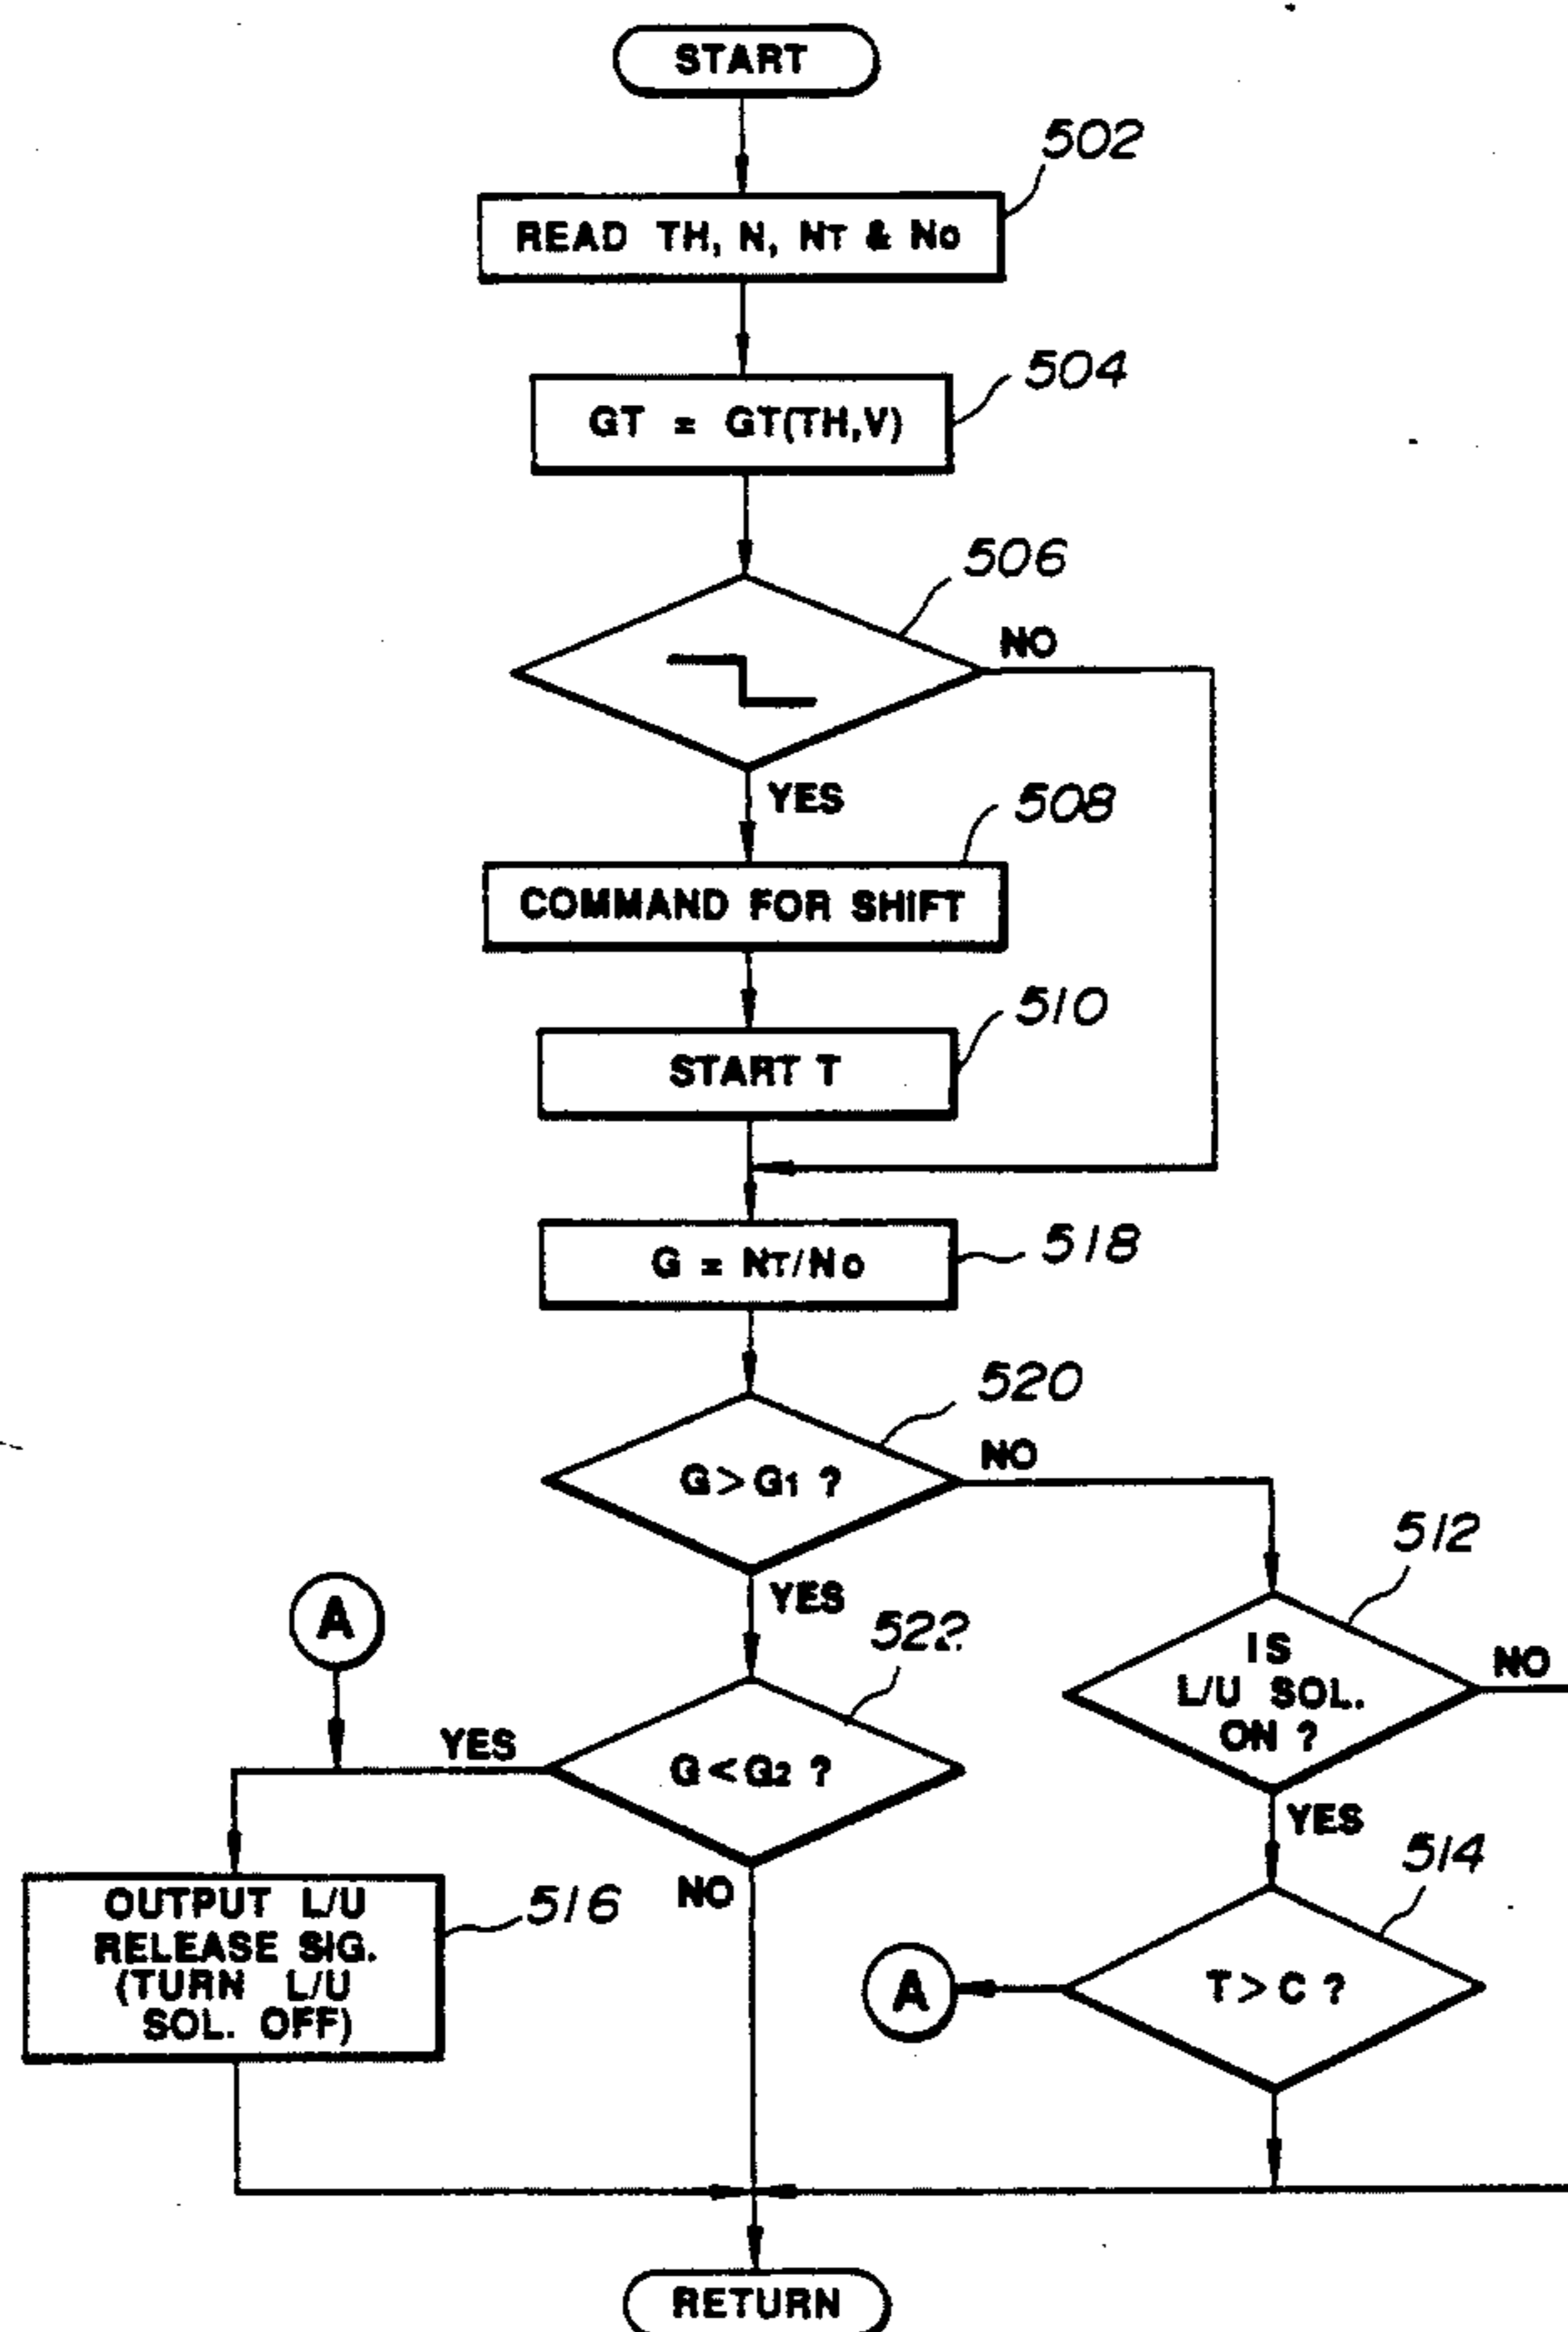 START
502
READ TH, N, NT & No
504
GT = GT(TH,V)
506
NO
YES
508
COMMAND FOR SHIFT
510
START T
518
G = NT/No
520
G>G1 ?
NO
YES
512
IS
L/U SOL.
ON ?
NO
YES
A
522
G<G2 ?
YES
NO
514
T>C ?
A
OUTPUT L/U
RELEASE SIG.
(TURN L/U
SOL. OFF)
516
RETURN